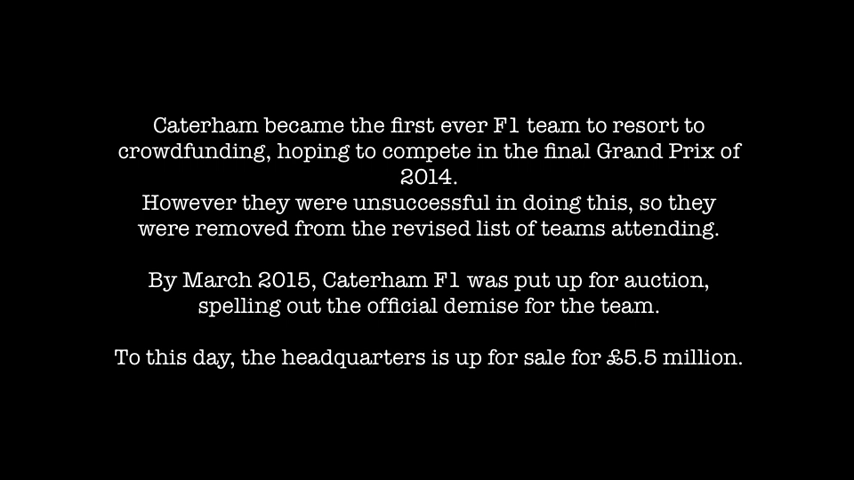 Caterham became the first ever F1 team to resort to
crowdfunding, hoping to compete in the final Grand Prix of
2014.
However they were unsuccessful in doing this, so they
were removed from the revised list of teams attending.
By March 2015, Caterham F1 was put up for auction,
spelling out the official demise for the team.
To this day, the headquarters is up for sale for £5.5 million.